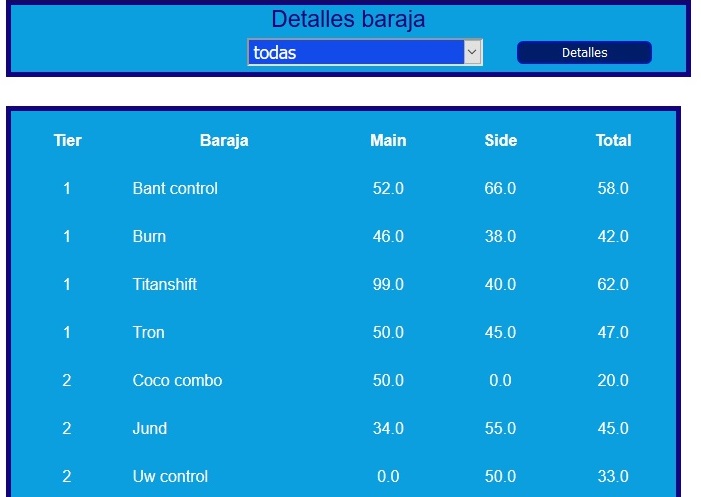 Detalles baraja
todas Detalles
Tier Baraja Main Side Total
1 Bant control 52.0 66.0 58.0
1 Burn 46.0 38.0 42.0
1 Titanshift 99.0 40.0 62.0
1 Tron 50.0 45.0 47.0
2 Coco combo 50.0 0.0 20.0
2 Jund 34.0 55.0 45.0
2 Uw control 0.0 50.0 33.0